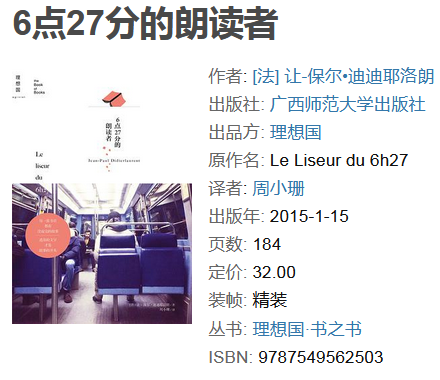 6点27分的朗读者
理想国
the Book of Books
6点27分的朗读者
Jean-Paul Didierlaurent
Le
liseur
du
作者: [法] 让-保尔•迪迪耶洛朗
出版社: 广西师范大学出版社
出品方: 理想国
原作名: Le Liseur du 6h27
译者: 周小珊
出版年: 2015-1-15
页数: 184
定价: 32.00
装帧: 精装
丛书: 理想国·书之书
ISBN: 9787549562503